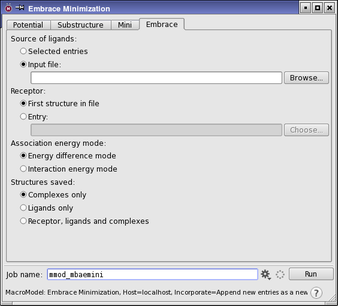 Embrace Minimization
Potential Substructure Mini Embrace
Source of ligands:
Selected entries
Input file:
Browse...
Receptor:
First structure in file
Entry:
Choose...
Association energy mode:
Energy difference mode
Interaction energy mode
Structures saved:
Complexes only
Ligands only
Receptor, ligands and complexes
Job name: mmod_mbaemini Run
MacroModel: Embrace Minimization, Host=localhost, Incorporate=Append new entries as a new ?